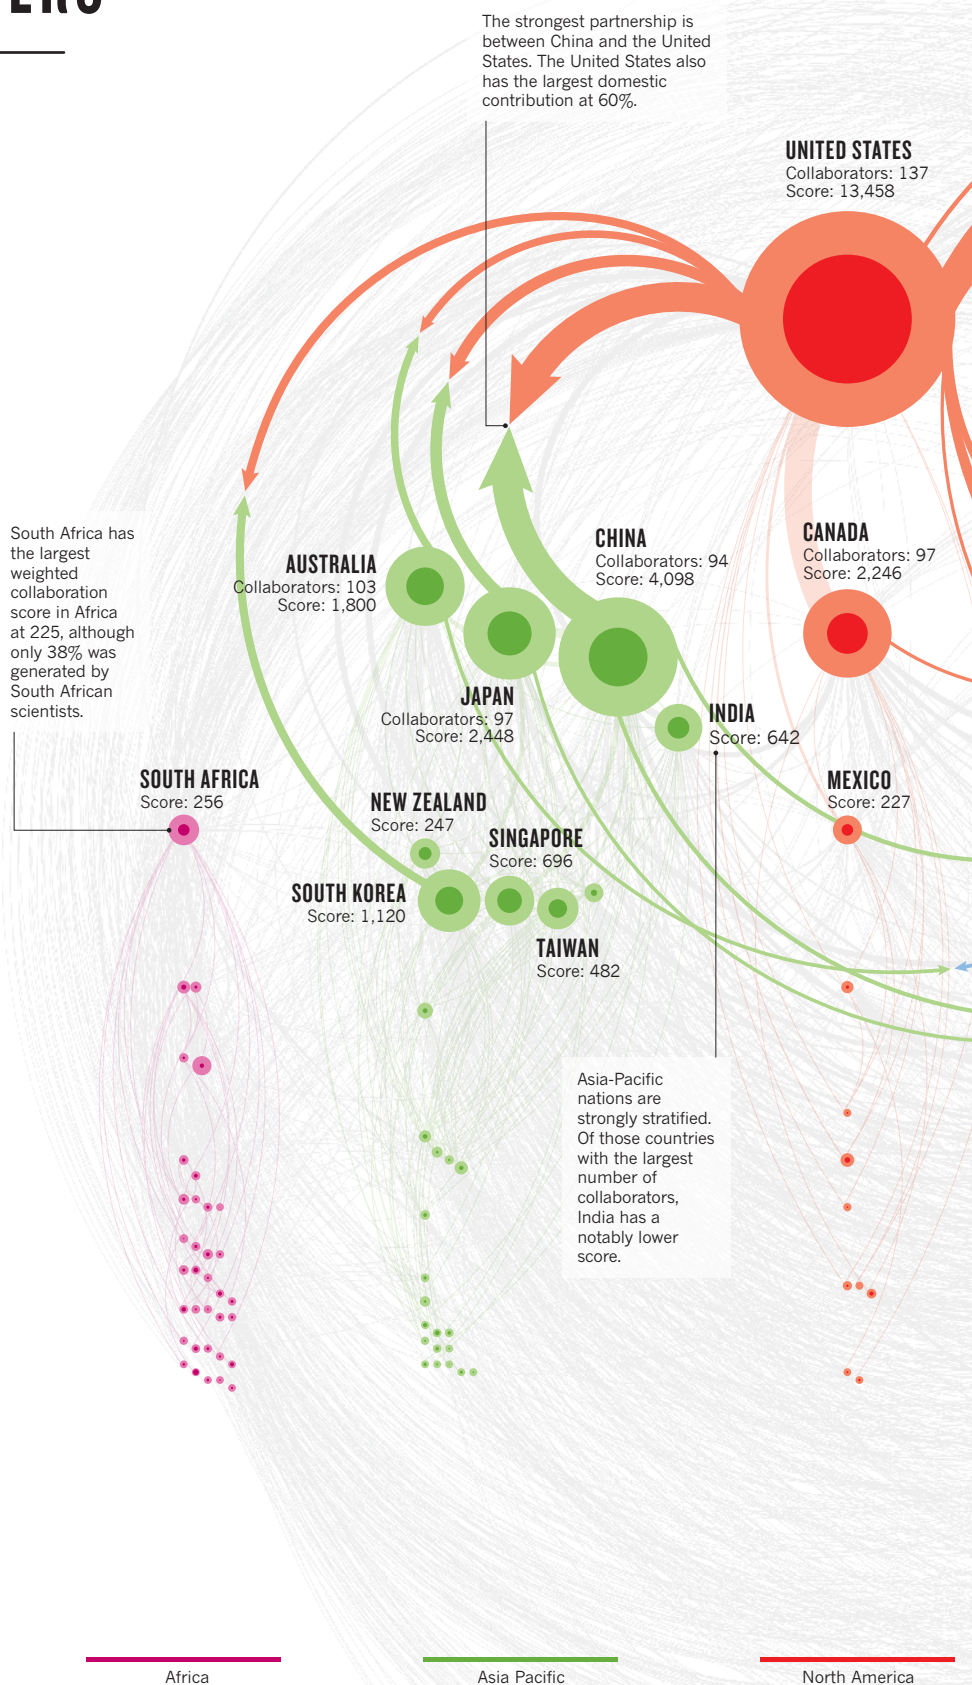 The strongest partnership is
between China and the United
States. The United States also
has the largest domestic
contribution at 60%.
UNITED STATES
Collaborators: 137
Score: 13,458
South Africa has
the largest
weighted
collaboration
score in Africa
at 225, although
only 38% was
generated by
South African
scientists.
AUSTRALIA
Collaborators: 103
Score: 1,800
CHINA
Collaborators: 94
Score: 4,098
CANADA
Collaborators: 97
Score: 2,246
JAPAN
Collaborators: 97
Score: 2,448
INDIA
Score: 642
SOUTH AFRICA
Score: 256
MEXICO
Score: 227
NEW ZEALAND
Score: 247
SINGAPORE
Score: 696
SOUTH KOREA
Score: 1,120
TAIWAN
Score: 482
Asia-Pacific
nations are
strongly stratified.
Of those countries
with the largest
number of
collaborators,
India has a
notably lower
score.
Africa
Asia Pacific
North America